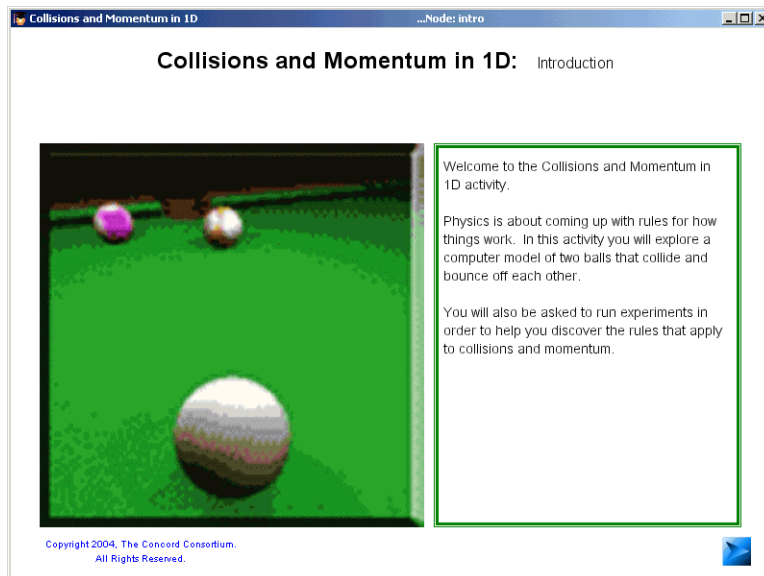 Collisions and Momentum in 1D ...Node: intro
Collisions and Momentum in 1D: Introduction
Welcome to the Collisions and Momentum in
1D activity.
Physics is about coming up with rules for how
things work. In this activity you will explore a
computer model of two balls that collide and
bounce off each other.
You will also be asked to run experiments in
order to help you discover the rules that apply
to collisions and momentum.
Copyright 2004, The Concord Consortium.
All Rights Reserved.